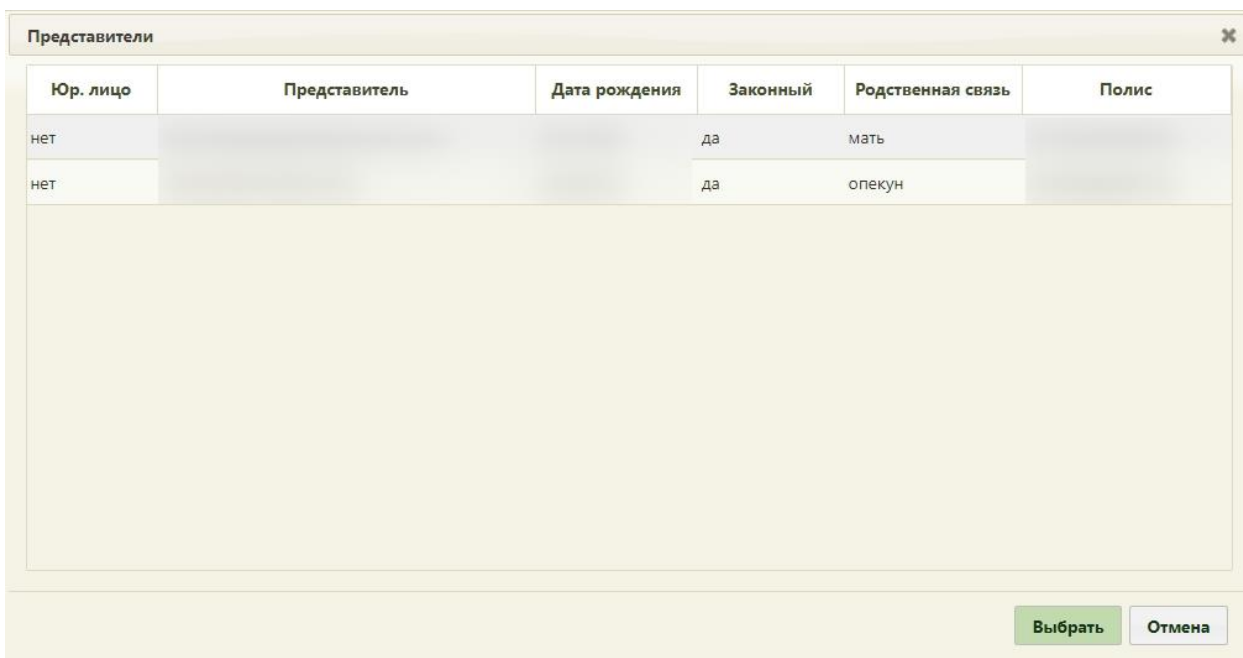 Представители
Юр. лицо Представитель Дата рождения Законный Родственная связь Полис
нет да мать
нет да опекун
Выбрать Отмена